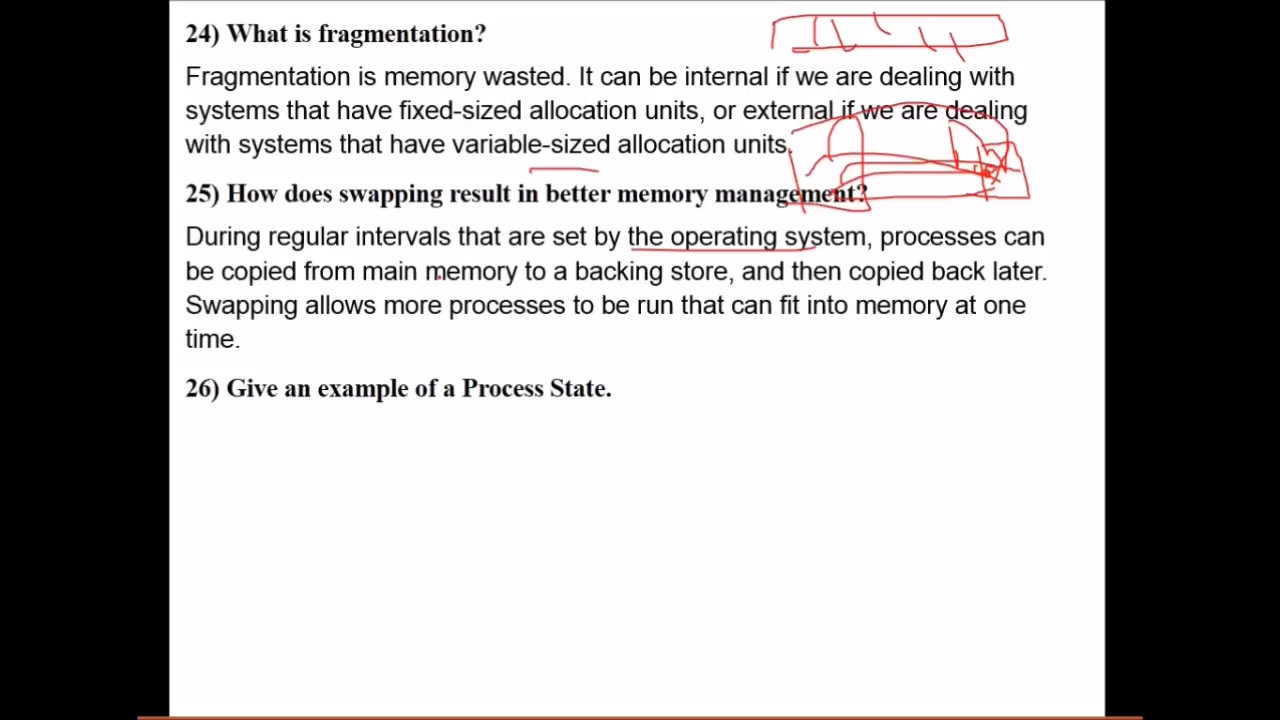 24) What is fragmentation?
Fragmentation is memory wasted. It can be internal if we are dealing with
systems that have fixed-sized allocation units, or external if we are dealing
with systems that have variable-sized allocation units.
25) How does swapping result in better memory management?
During regular intervals that are set by the operating system, processes can
be copied from main memory to a backing store, and then copied back later.
Swapping allows more processes to be run that can fit into memory at one
time.
26) Give an example of a Process State.